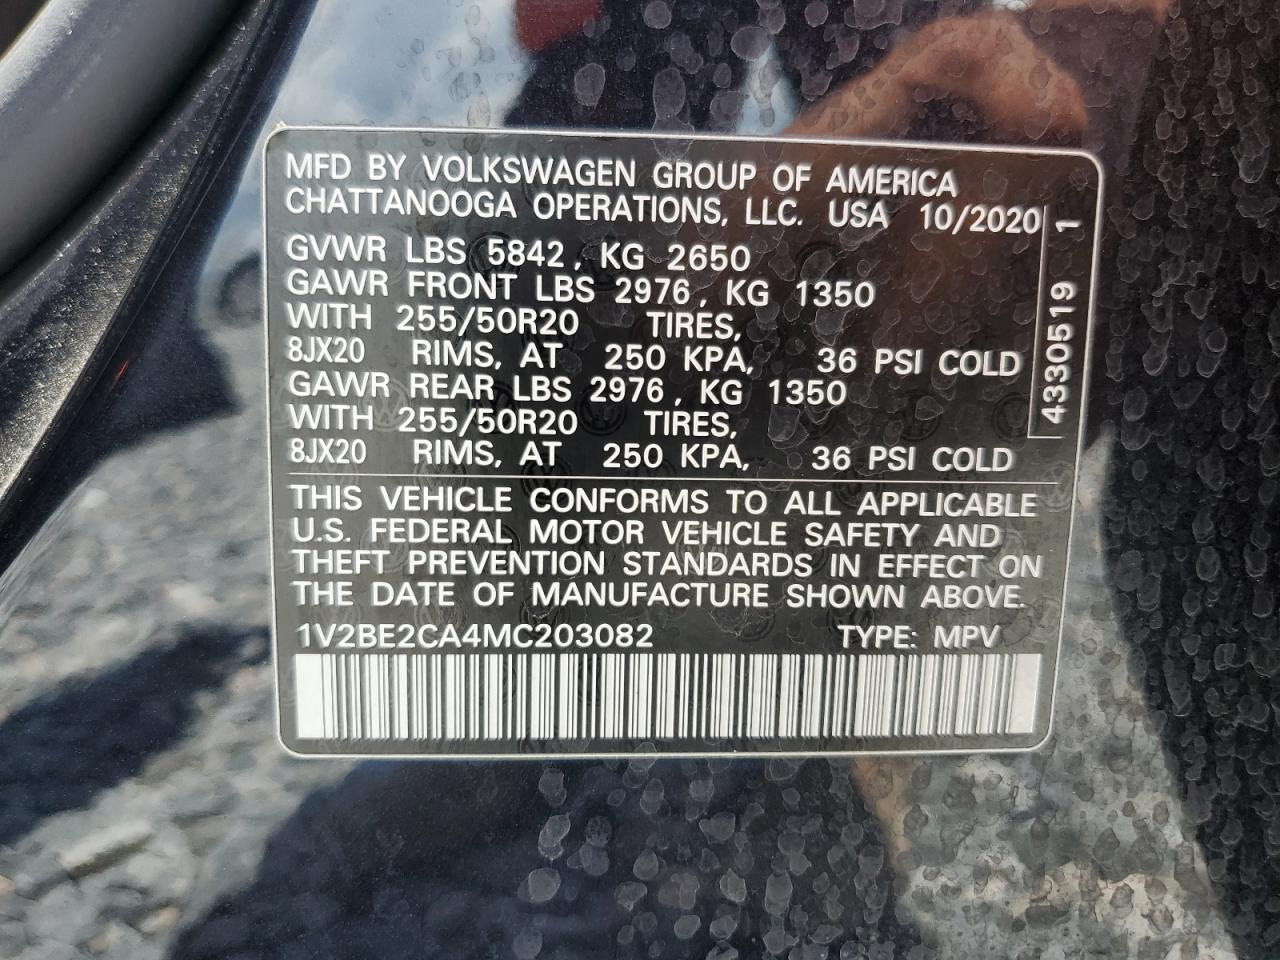 MFD BY VOLKSWAGEN GROUP OF AMERICA
CHATTANOOGA OPERATIONS, LLC. USA 10/2020
GVWR LBS 5842, KG 2650
GAWR FRONT LBS 2976, KG 1350
WITH 255/50R20 TIRES,
8JX20 RIMS, AT 250 KPA, 36 PSI COLD
GAWR REAR LBS 2976, KG 1350
WITH 255/50R20 TIRES,
8JX20 RIMS, AT 250 KPA, 36 PSI COLD
4330519 1
THIS VEHICLE CONFORMS TO ALL APPLICABLE
U.S. FEDERAL MOTOR VEHICLE SAFETY AND
THEFT PREVENTION STANDARDS IN EFFECT ON
THE DATE OF MANUFACTURE SHOWN ABOVE.
1V2BE2CA4MC203082 TYPE: MPV